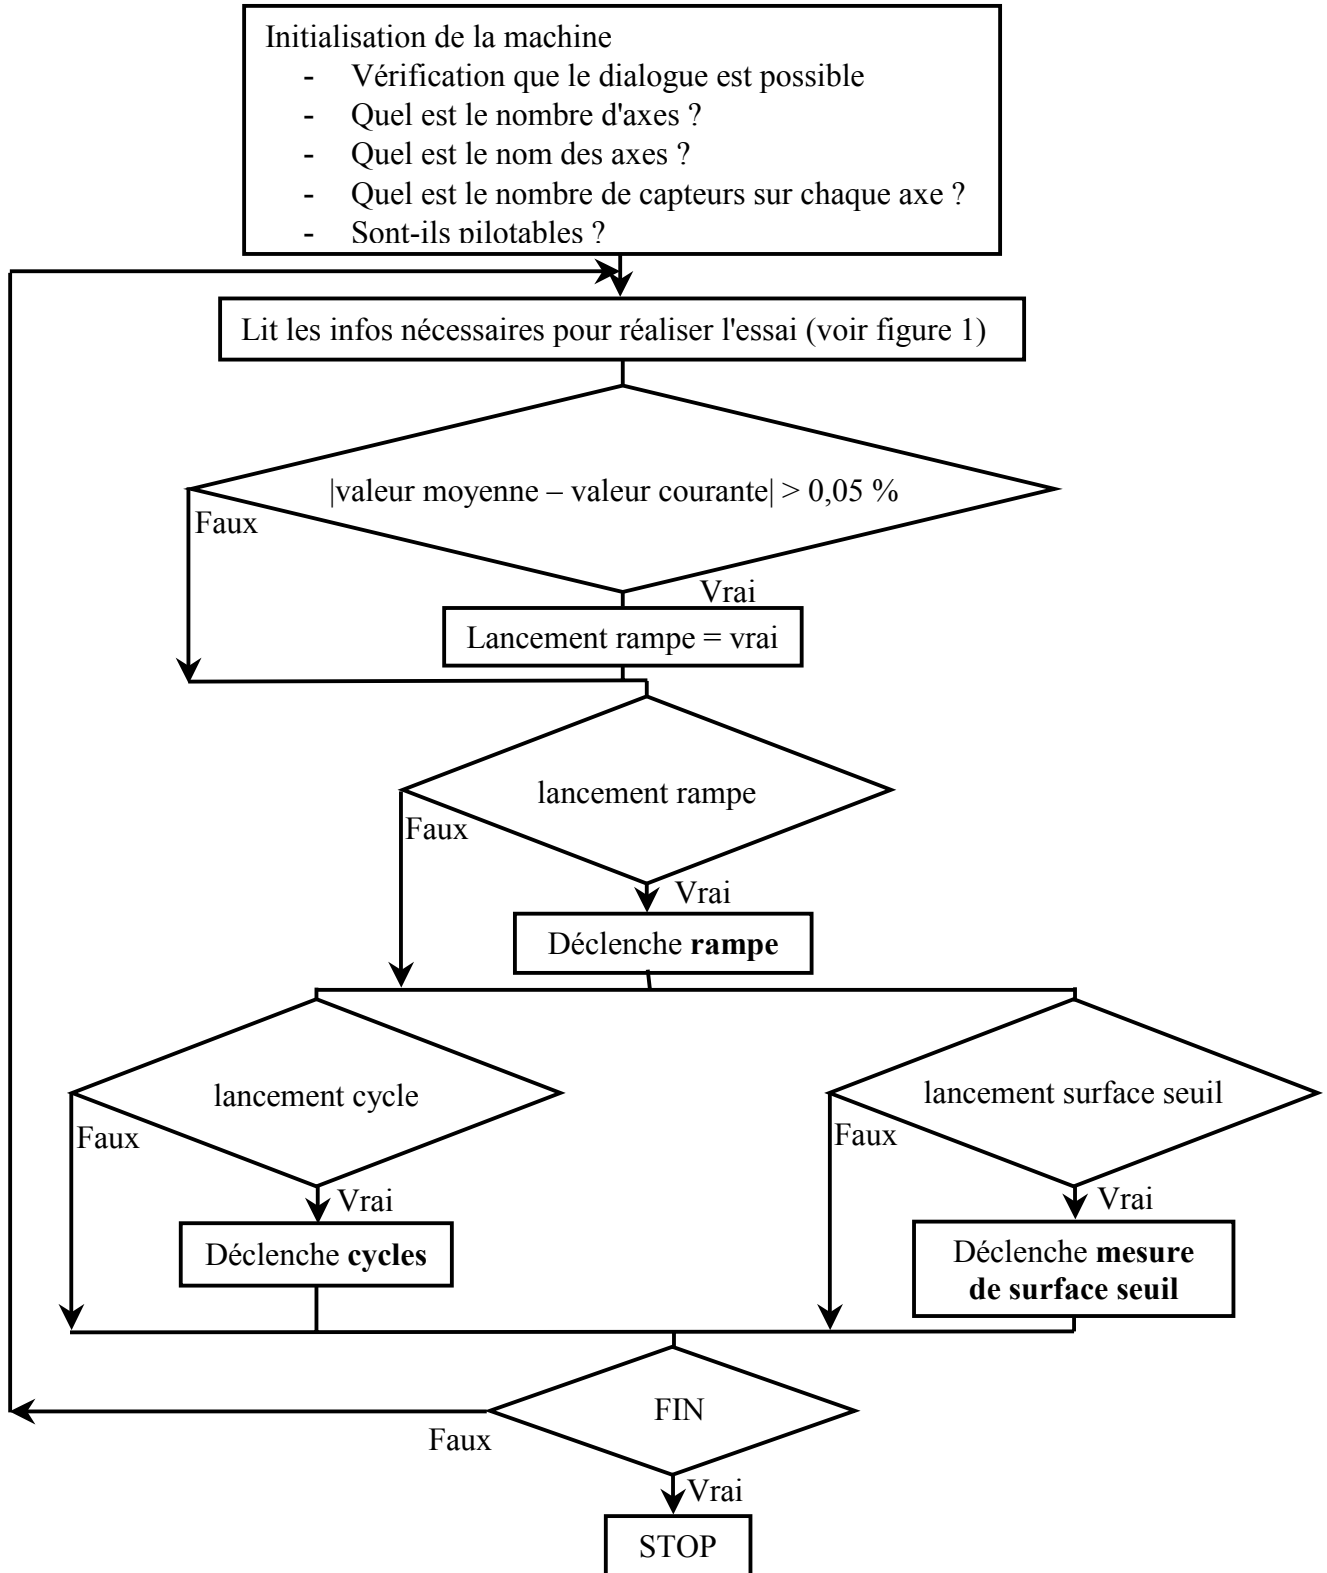 Initialisation de la machine
- Vérification que le dialogue est possible
- Quel est le nombre d'axes ?
- Quel est le nom des axes ?
- Quel est le nombre de capteurs sur chaque axe ?
- Sont-ils pilotables ?
Lit les infos nécessaires pour réaliser l'essai (voir figure 1)
|valeur moyenne – valeur courante| > 0,05 %
Faux
Vrai
Lancement rampe = vrai
lancement rampe
Faux
Vrai
Déclenche rampe
lancement cycle
lancement surface seuil
Faux
Faux
Vrai
Vrai
Déclenche cycles
Déclenche mesure
de surface seuil
FIN
Faux
Vrai
STOP